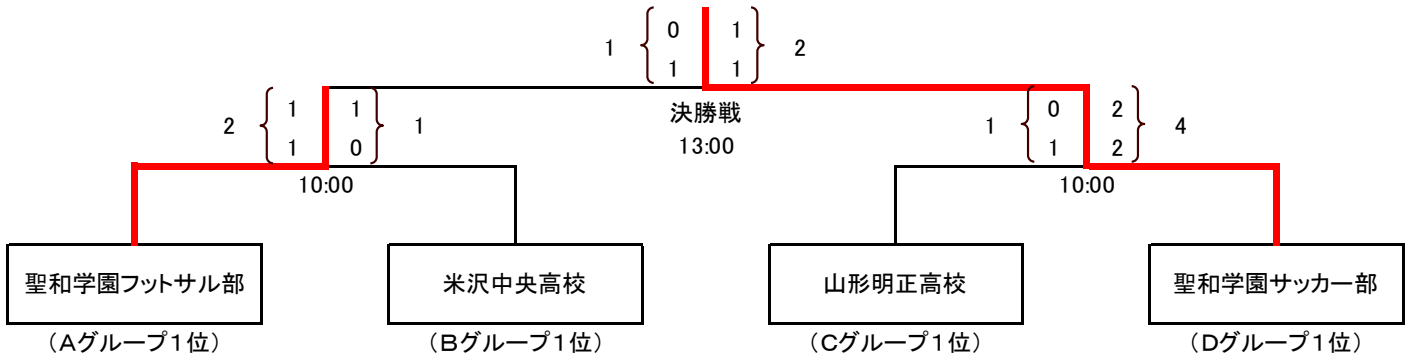 1 0 1 2
1 1
決勝戦
13:00
2 1 1 1
1 0
10:00
1 0 2 4
1 2
10:00
聖和学園フットサル部 米沢中央高校 山形明正高校 聖和学園サッカー部
(Aグループ1位) (Bグループ1位) (Cグループ1位) (Dグループ1位)